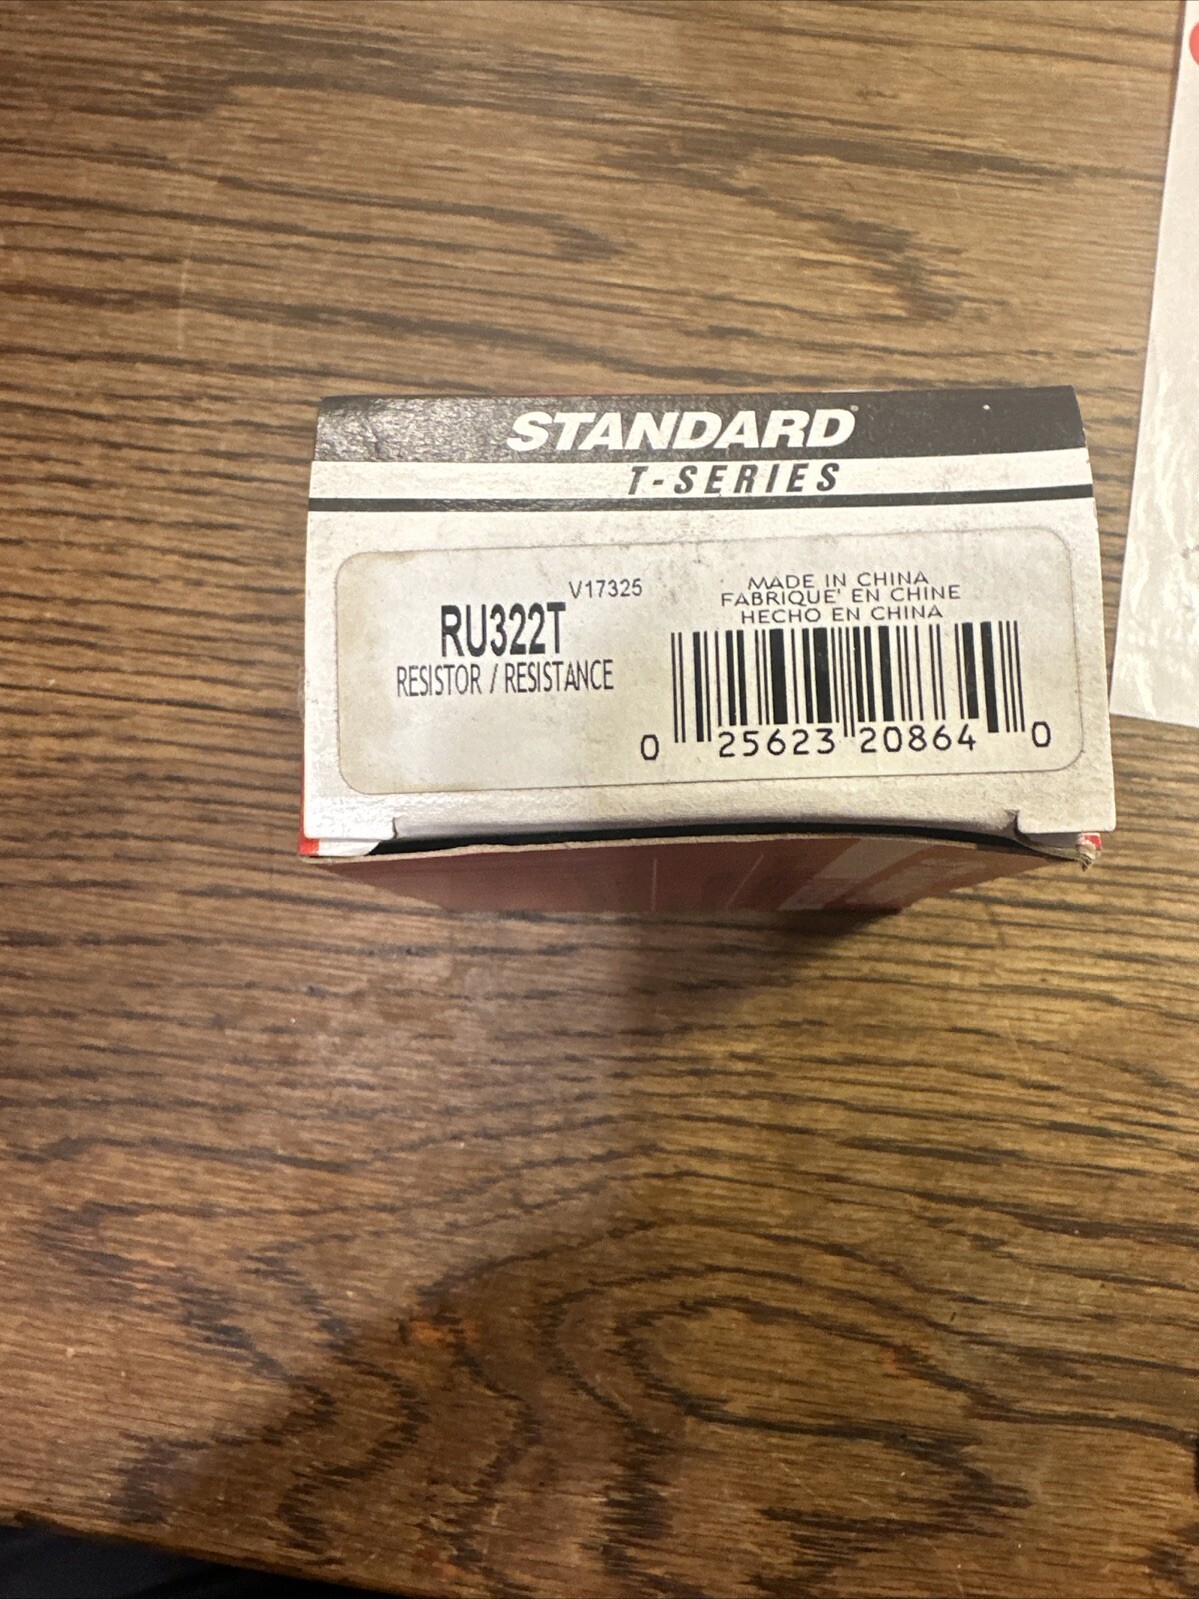 STANDARD®
T-SERIES
V17325
RU322T
RESISTOR / RESISTANCE
MADE IN CHINA
FABRIQUE' EN CHINE
HECHO EN CHINA
0 25623 20864 0